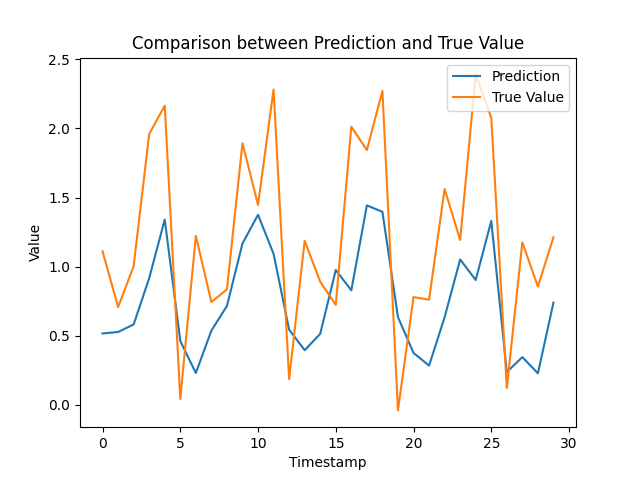 Comparison between Prediction and True Value
Prediction
True Value
2.5
2.0
1.5
1.0
0.5
0.0
Value
0 5 10 15 20 25 30
Timestamp